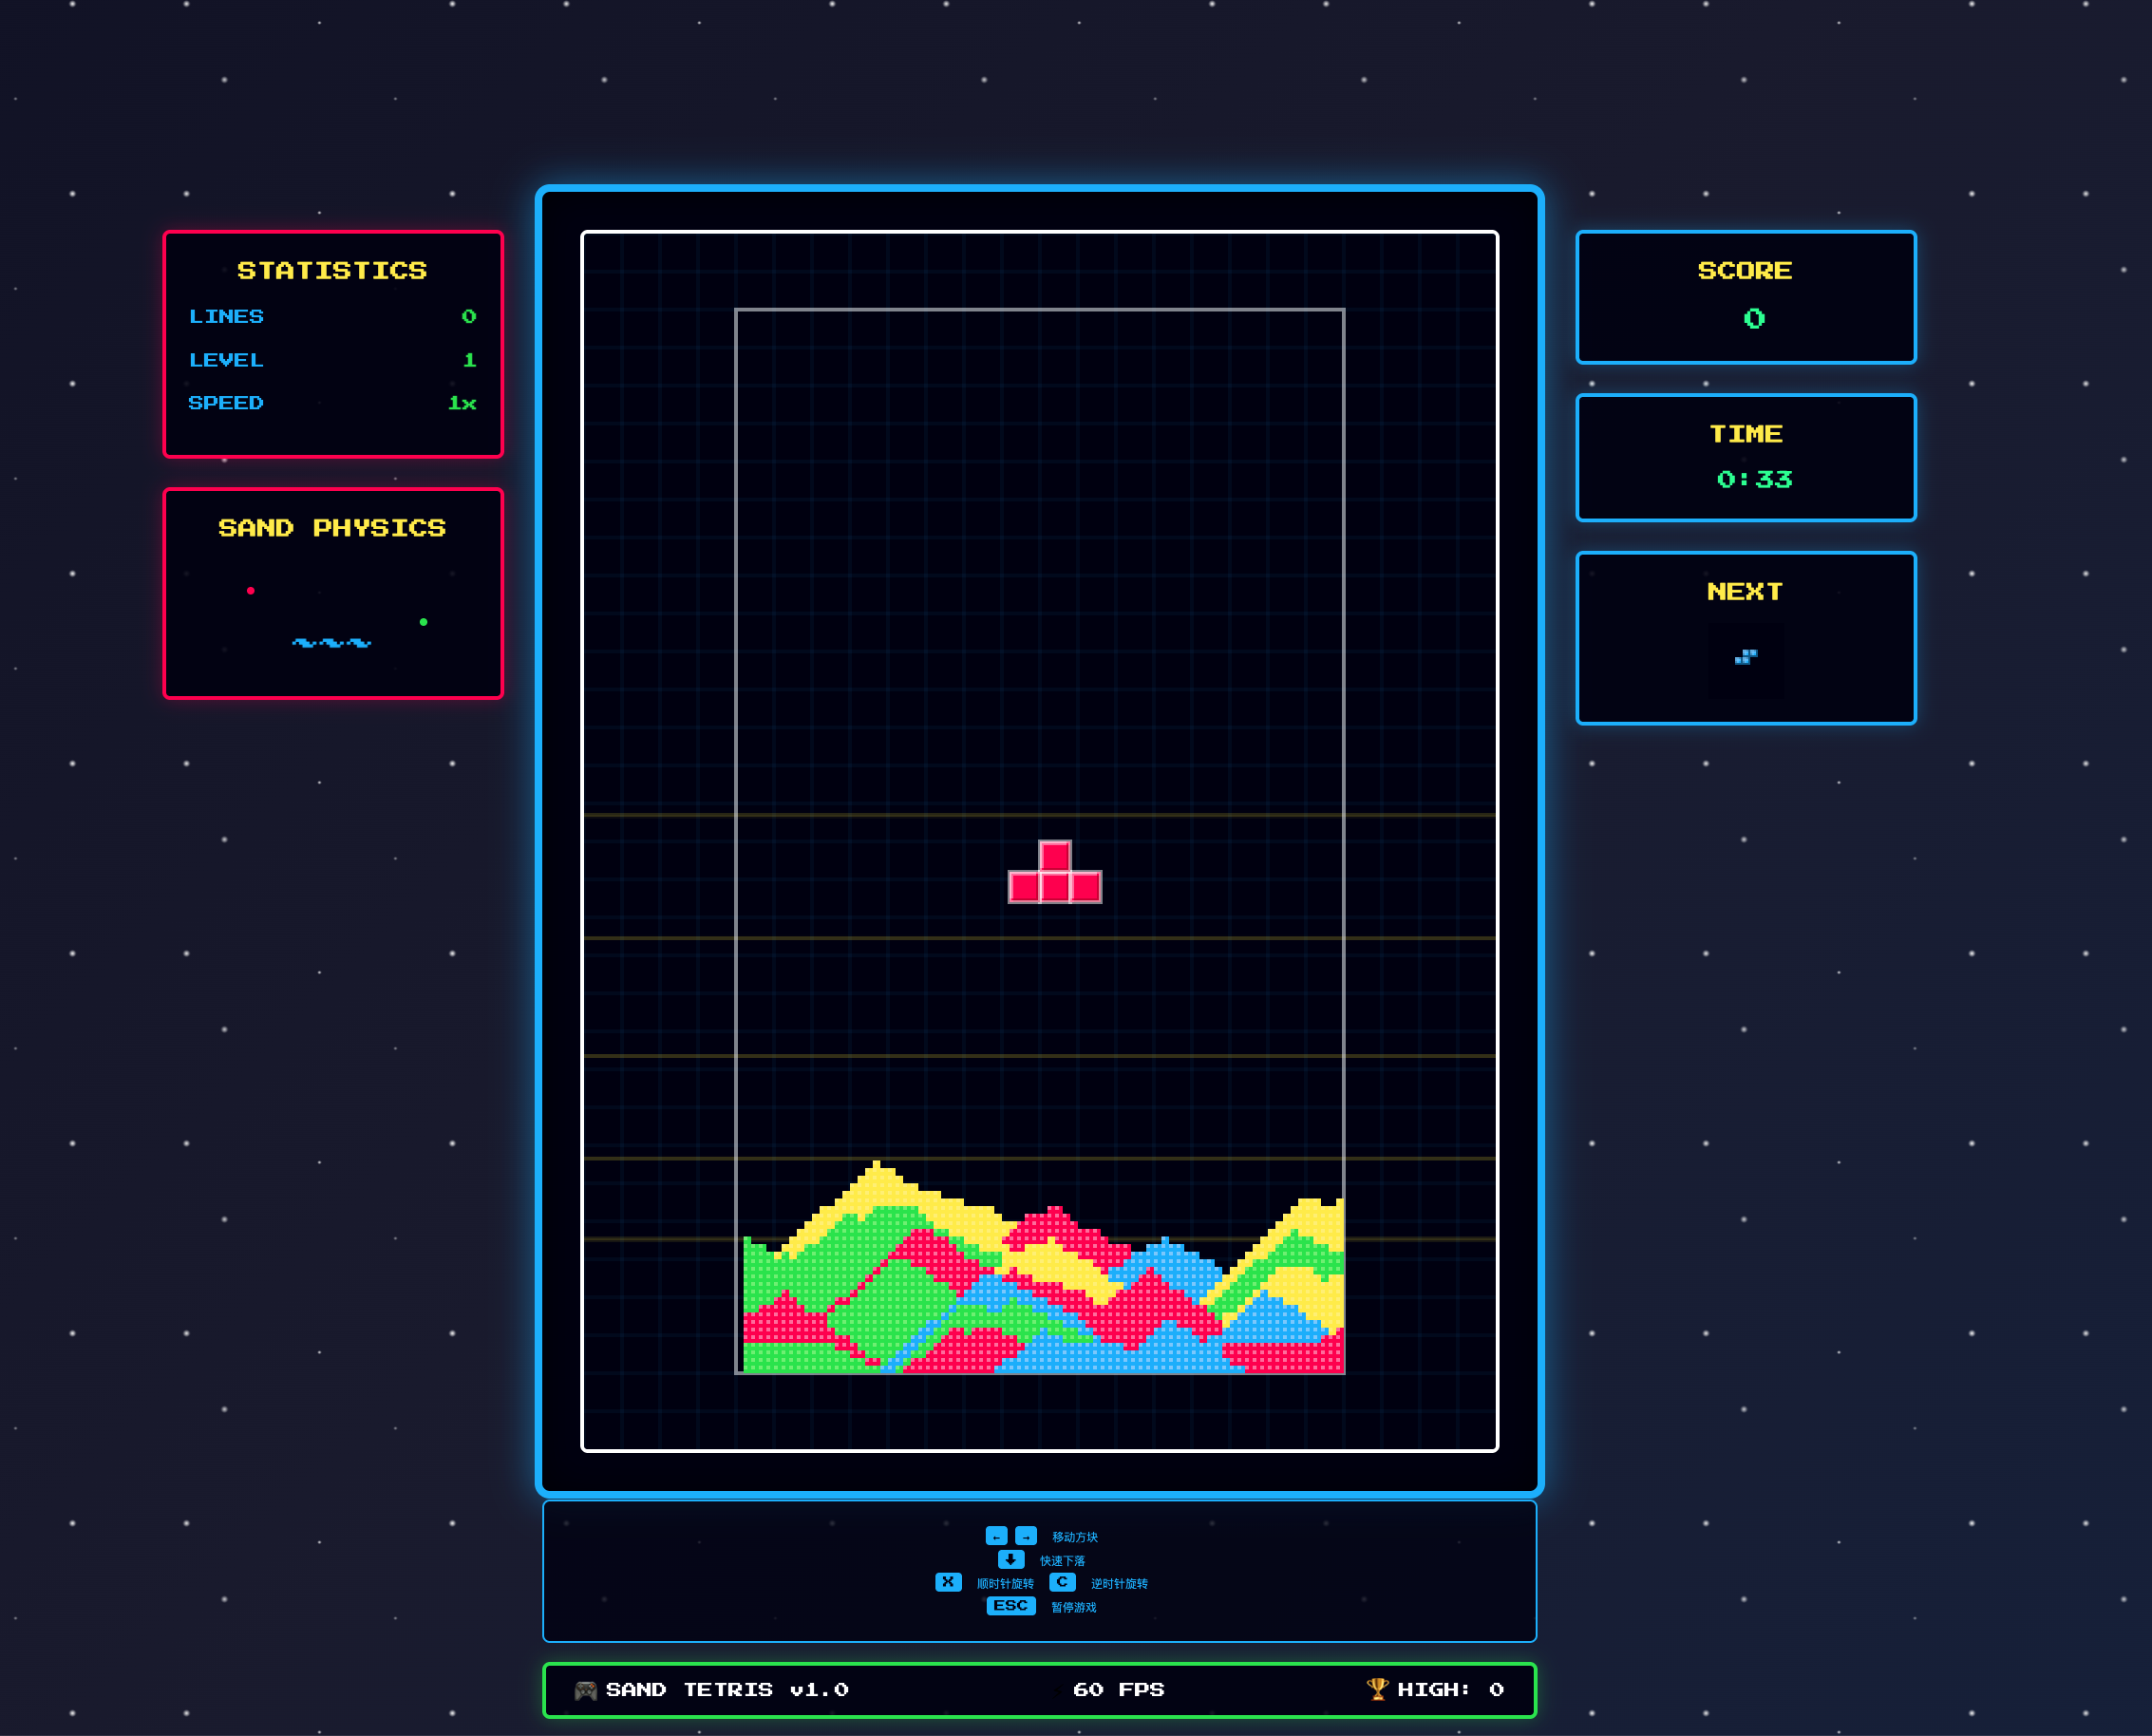 STATISTICS
LINES 0
LEVEL 1
SPEED 1x
SAND PHYSICS
~~~
SCORE
0
TIME
0:33
NEXT
← → 移动方块
⬇ 快速下落
X 顺时针旋转 C 逆时针旋转
ESC 暂停游戏
🎮 SAND TETRIS v1.0 60 FPS 🏆 HIGH: 0